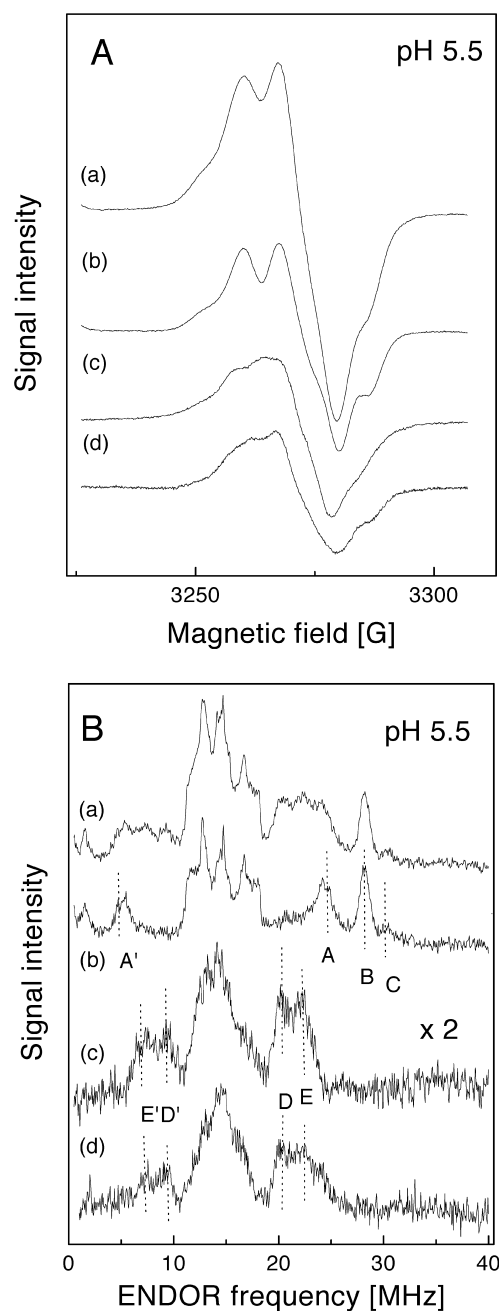 A pH 5.5
(a)
(b)
(c)
(d)
Signal intensity
3250 3300
Magnetic field [G]
B pH 5.5
(a)
A' A B C
(b)
x 2
(c)
E' D' D E
(d)
Signal intensity
0 10 20 30 40
ENDOR frequency [MHz]